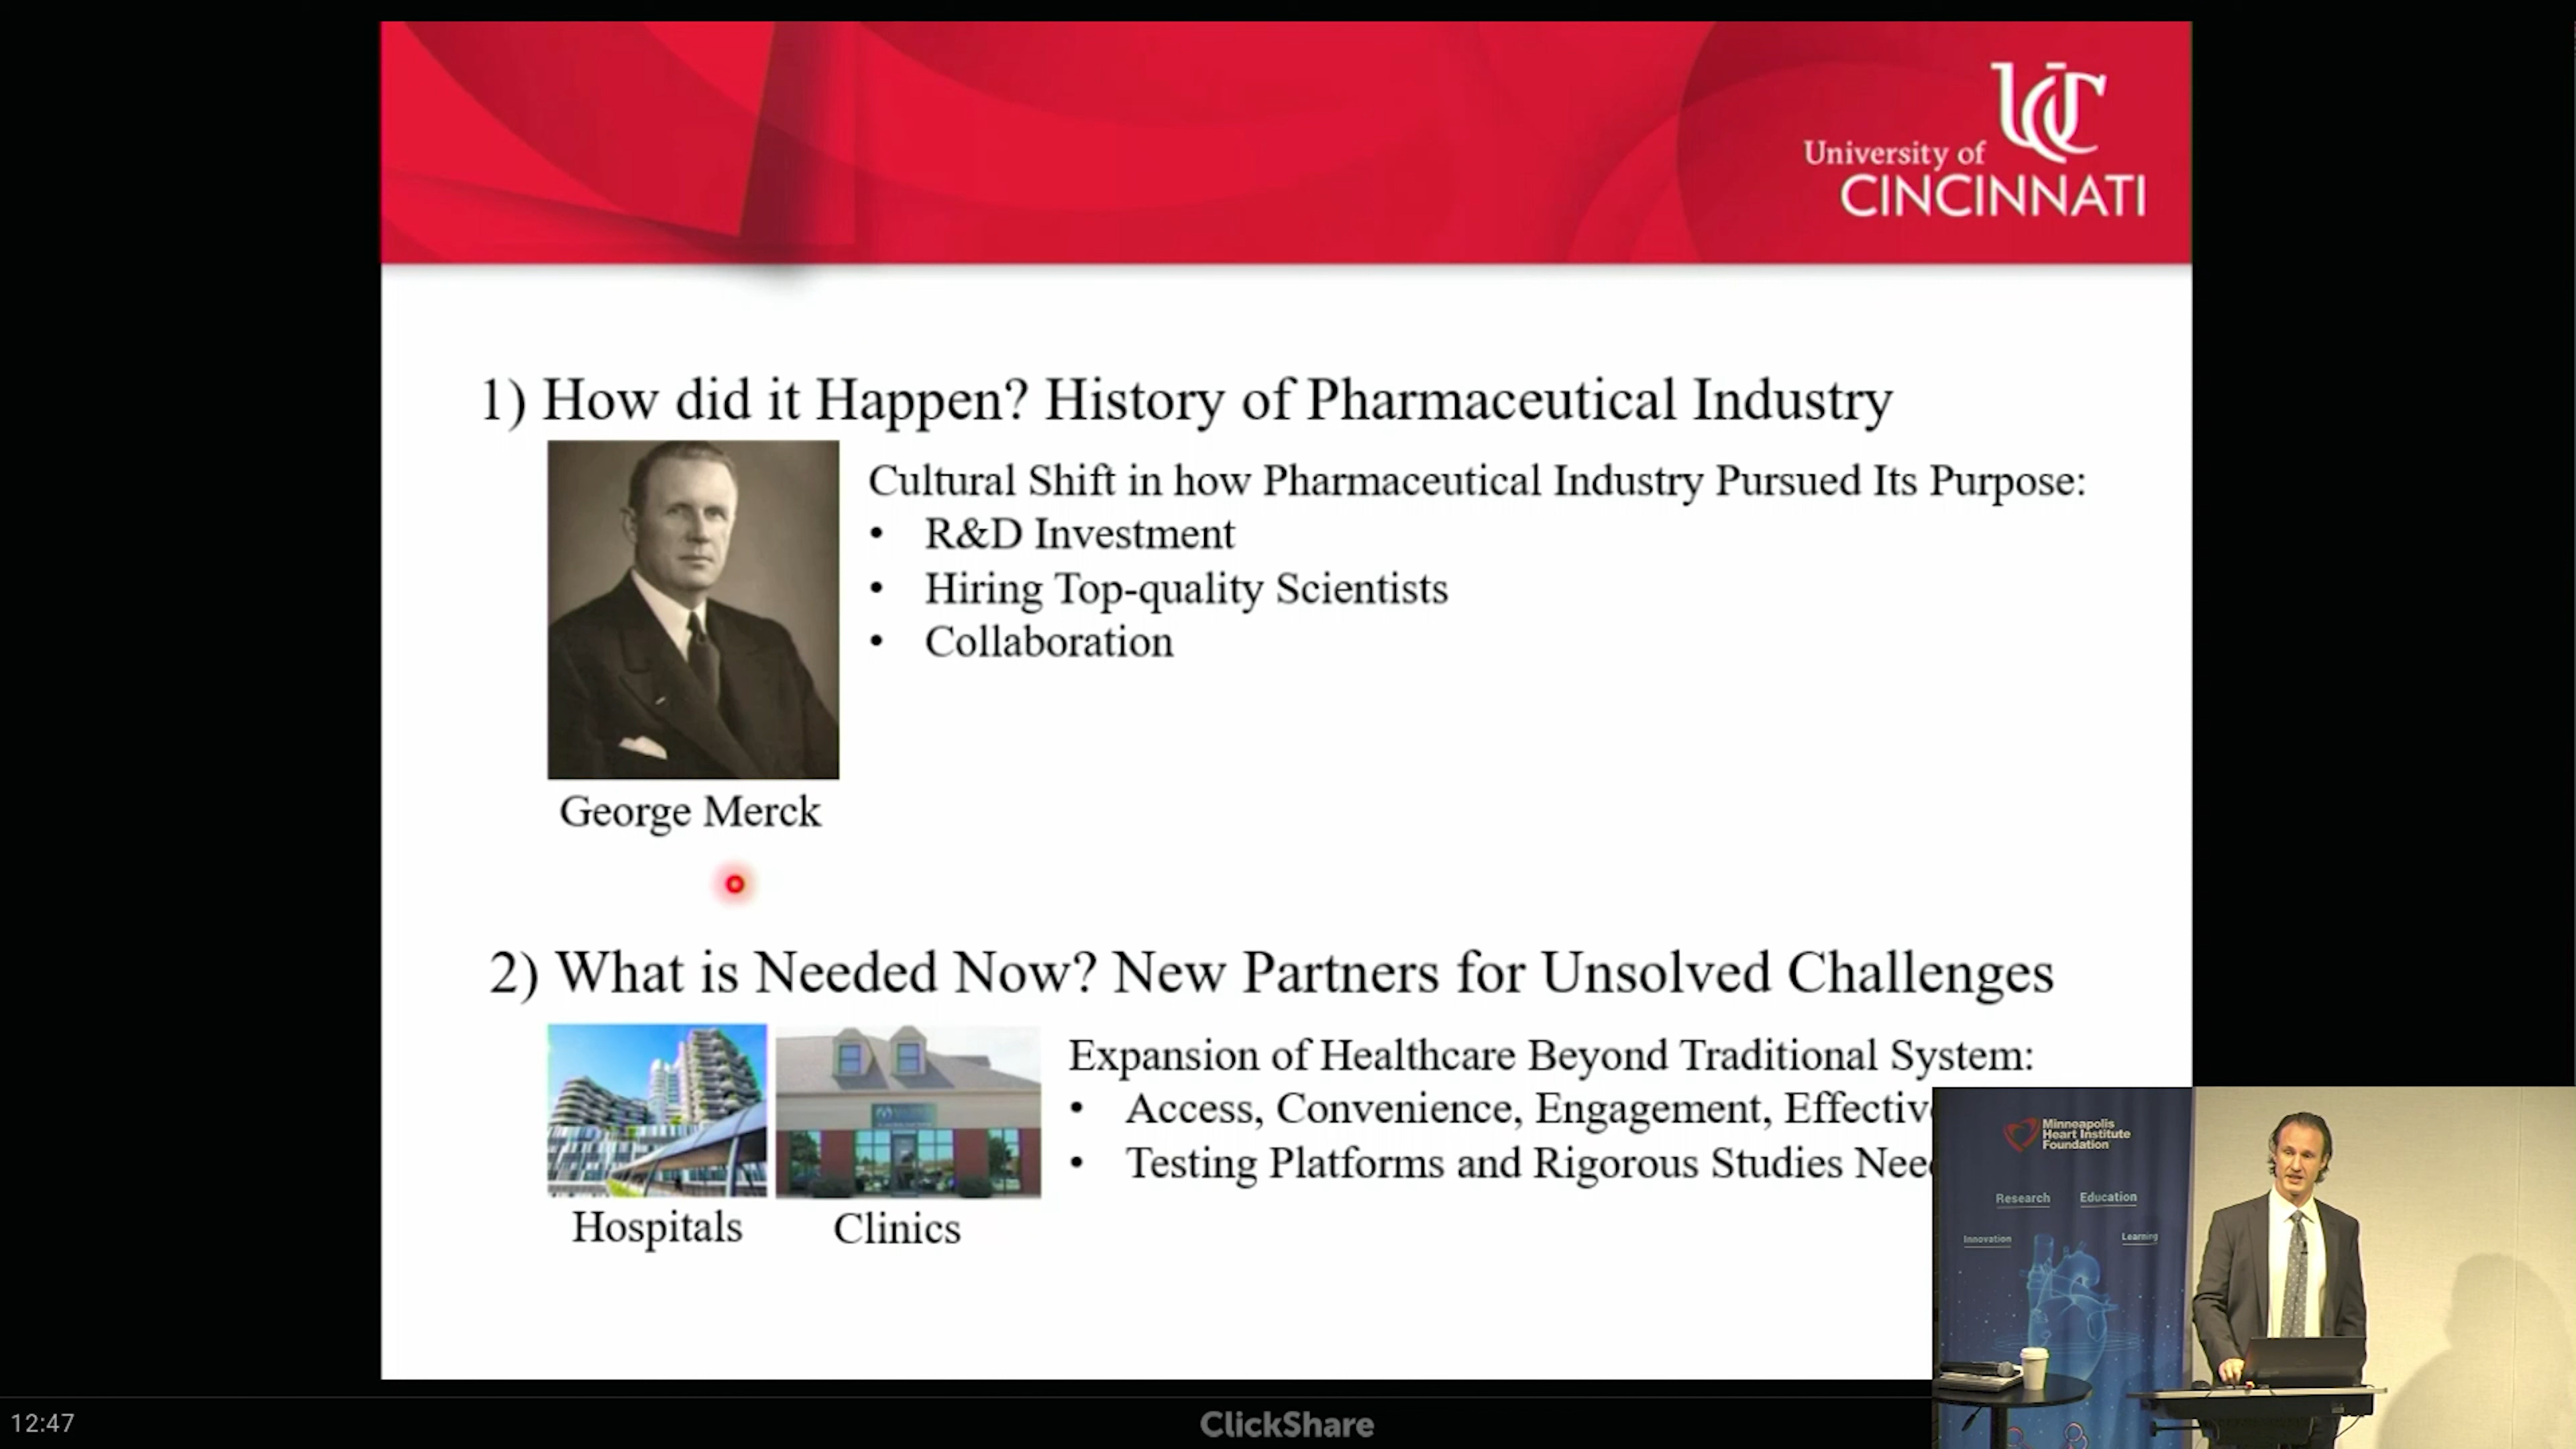 UC
University of
CINCINNATI
1) How did it Happen? History of Pharmaceutical Industry
Cultural Shift in how Pharmaceutical Industry Pursued Its Purpose:
• R&D Investment
• Hiring Top-quality Scientists
• Collaboration
George Merck
2) What is Needed Now? New Partners for Unsolved Challenges
Expansion of Healthcare Beyond Traditional System:
• Access, Convenience, Engagement,
• Testing Platforms and Rigorous Studies
Hospitals
Clinics
Minneapolis
Heart Institute
Foundation
Research
Education
Innovation
Learning
12:47
ClickShare